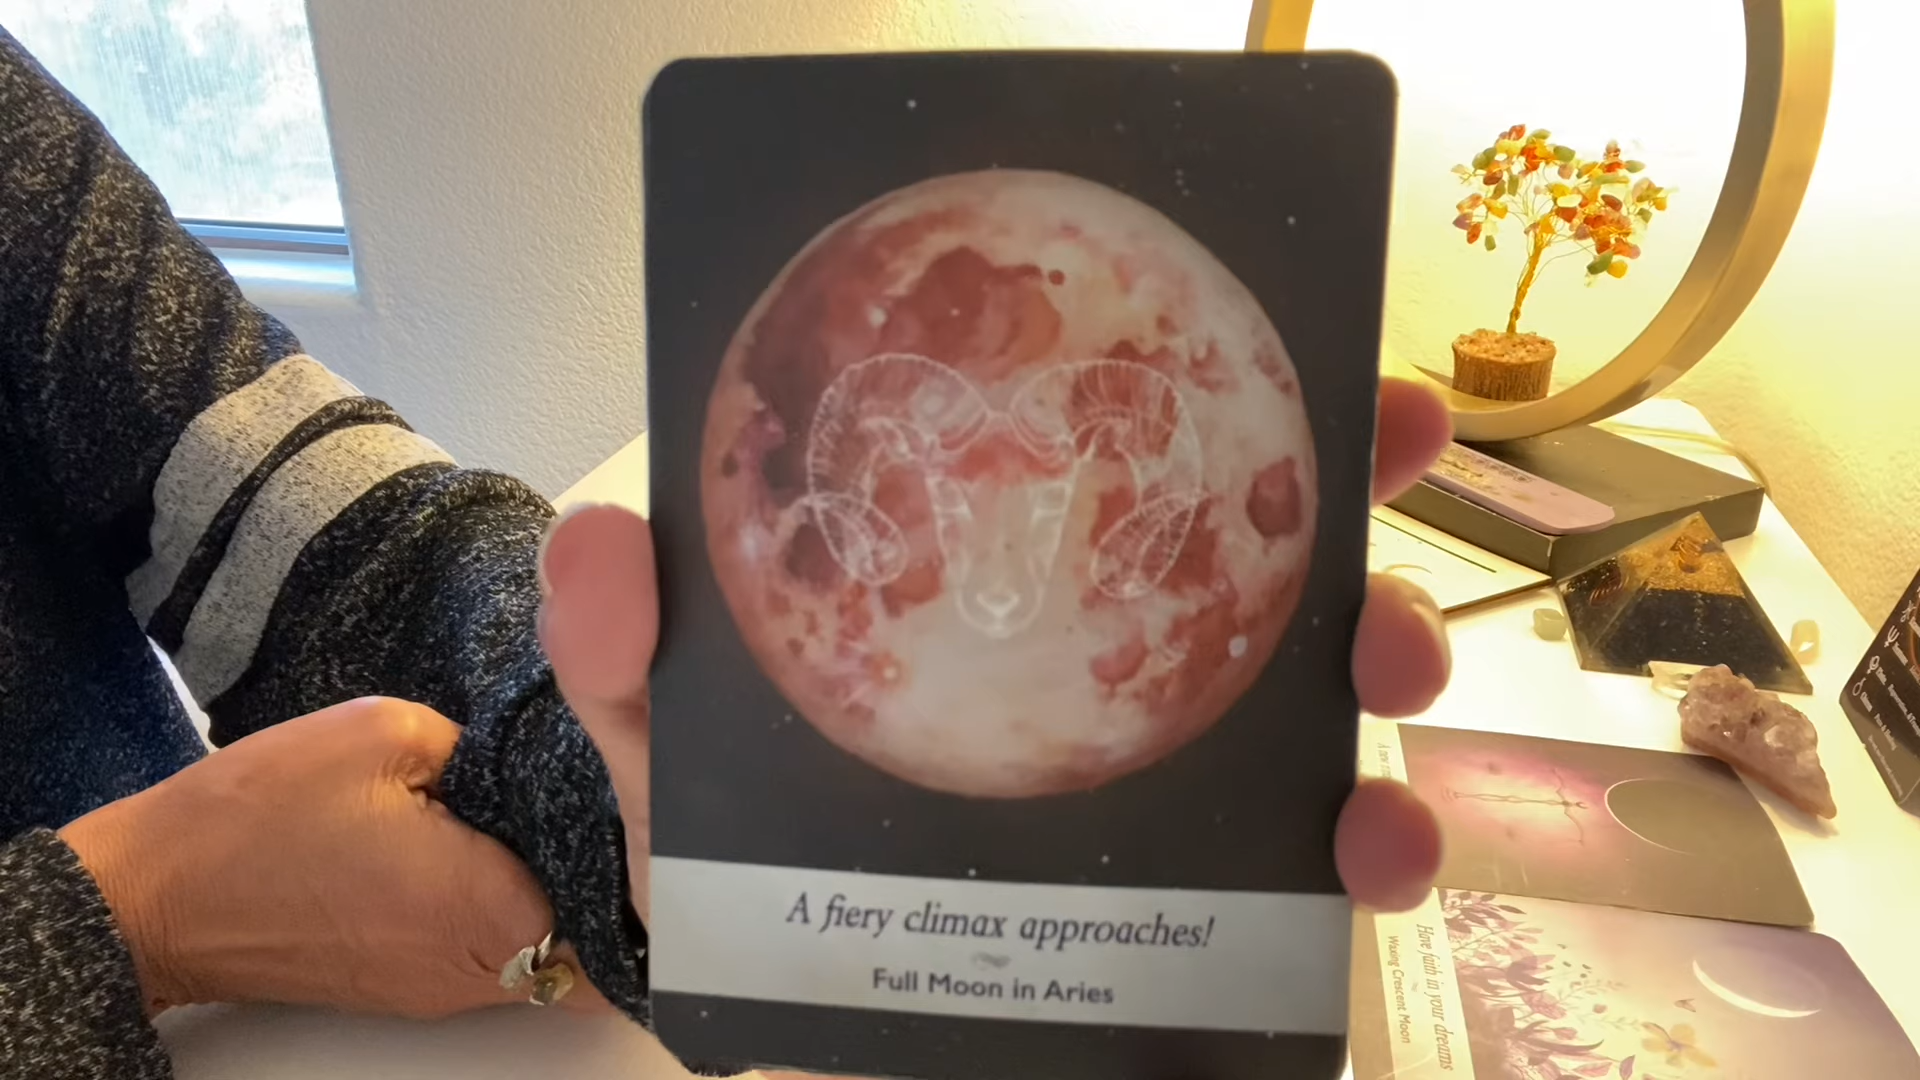 A fiery climax approaches!
Full Moon in Aries
Have faith in your dreams
Waxing Crescent Moon